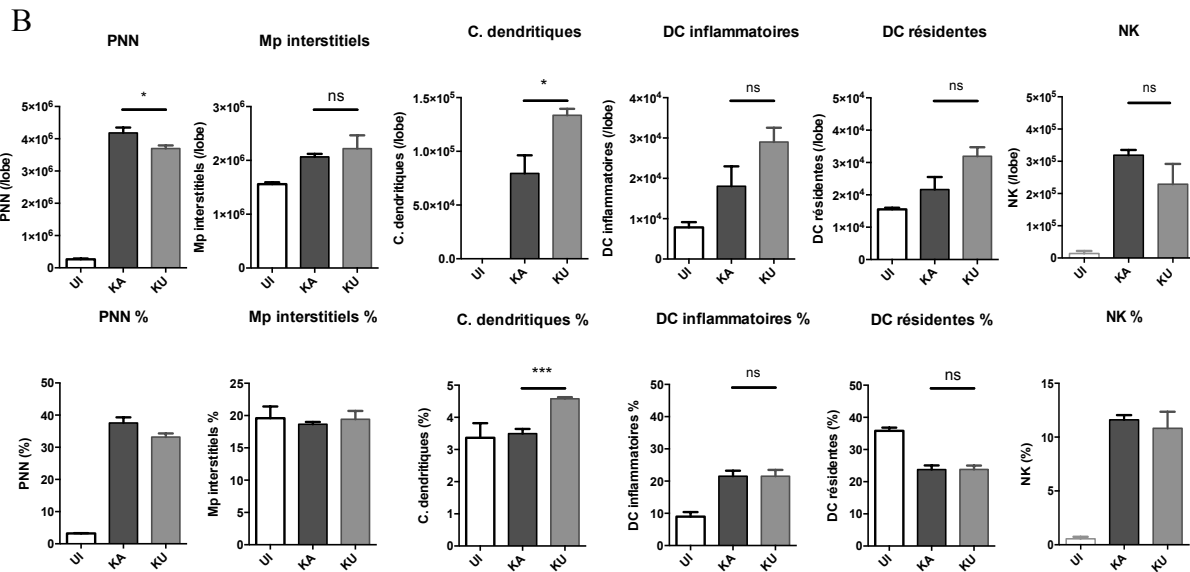 B
PNN
Mp interstitiels
C. dendritiques
DC inflammatoires
DC résidentes
NK
PNN (/lobe)
5×10⁶
4×10⁶
3×10⁶
2×10⁶
1×10⁶
0
*
UI
KA
KU
Mp interstitiels (/lobe)
3×10⁶
2×10⁶
1×10⁶
0
ns
UI
KA
KU
C. dendritiques (/lobe)
1.5×10⁵
1.0×10⁵
5.0×10⁴
0.0
*
UI
KA
KU
DC inflammatoires (/lobe)
4×10⁴
3×10⁴
2×10⁴
1×10⁴
0
ns
UI
KA
KU
DC résidentes (/lobe)
5×10⁴
4×10⁴
3×10⁴
2×10⁴
1×10⁴
0
ns
UI
KA
KU
NK (/lobe)
5×10⁵
4×10⁵
3×10⁵
2×10⁵
1×10⁵
0
ns
UI
KA
KU
PNN %
Mp interstitiels %
C. dendritiques %
DC inflammatoires %
DC résidentes %
NK %
PNN (%)
50
40
30
20
10
0
UI
KA
KU
Mp interstitiels %
25
20
15
10
5
0
UI
KA
KU
C. dendritiques (%)
5
4
3
2
1
0
***
UI
KA
KU
DC inflammatoires %
50
40
30
20
10
0
ns
UI
KA
KU
DC résidentes (%)
50
40
30
20
10
0
ns
UI
KA
KU
NK (%)
15
10
5
0
UI
KA
KU